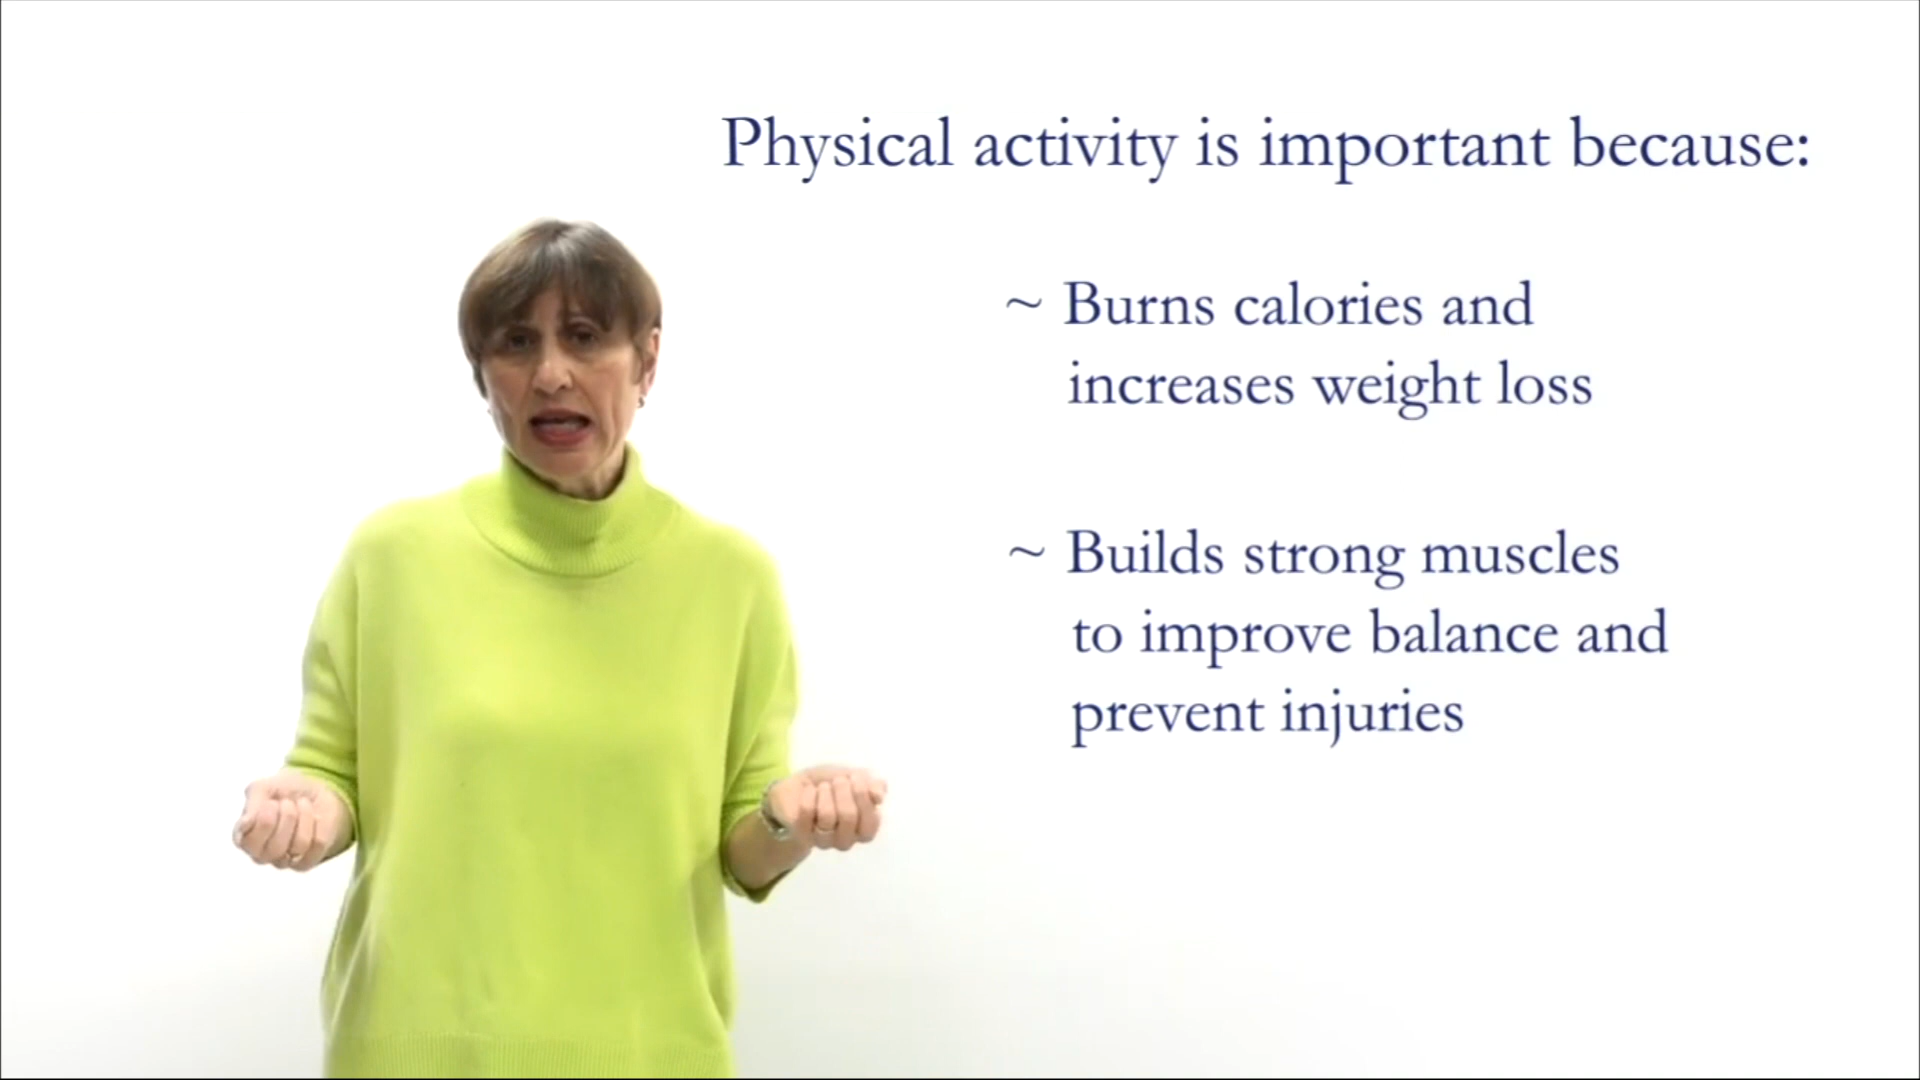 Physical activity is important because:
~ Burns calories and
increases weight loss
~ Builds strong muscles
to improve balance and
prevent injuries